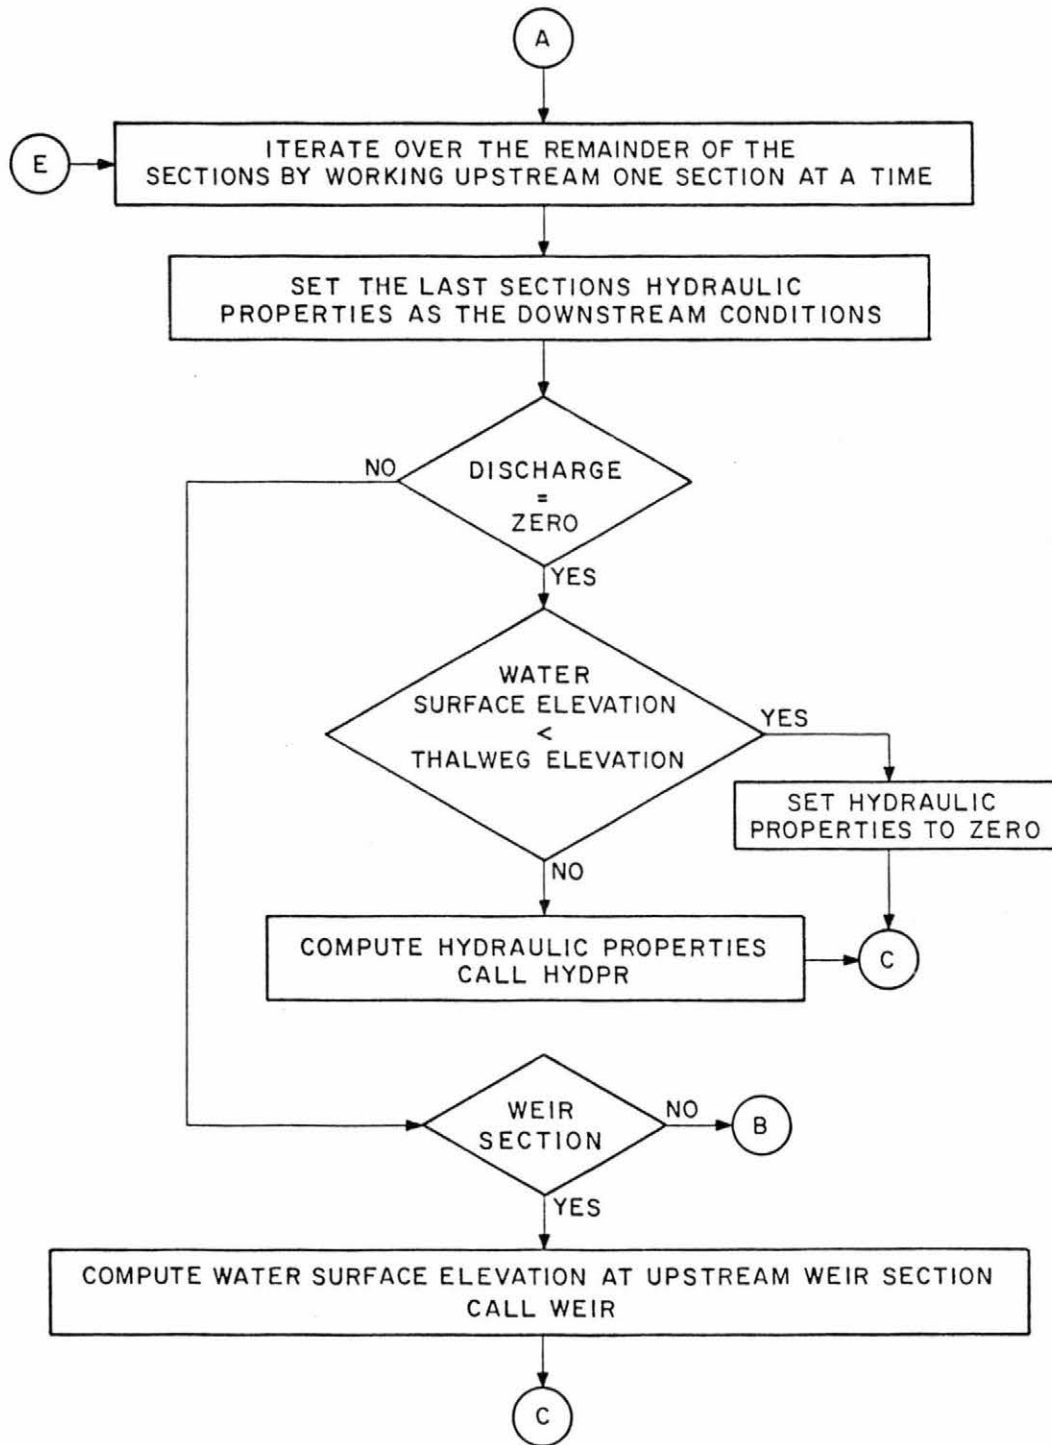 A
E
ITERATE OVER THE REMAINDER OF THE
SECTIONS BY WORKING UPSTREAM ONE SECTION AT A TIME
SET THE LAST SECTIONS HYDRAULIC
PROPERTIES AS THE DOWNSTREAM CONDITIONS
NO
DISCHARGE
=
ZERO
YES
WATER
SURFACE ELEVATION
<
THALWEG ELEVATION
YES
SET HYDRAULIC
PROPERTIES TO ZERO
NO
COMPUTE HYDRAULIC PROPERTIES
CALL HYDPR
C
WEIR
SECTION
NO
B
YES
COMPUTE WATER SURFACE ELEVATION AT UPSTREAM WEIR SECTION
CALL WEIR
C